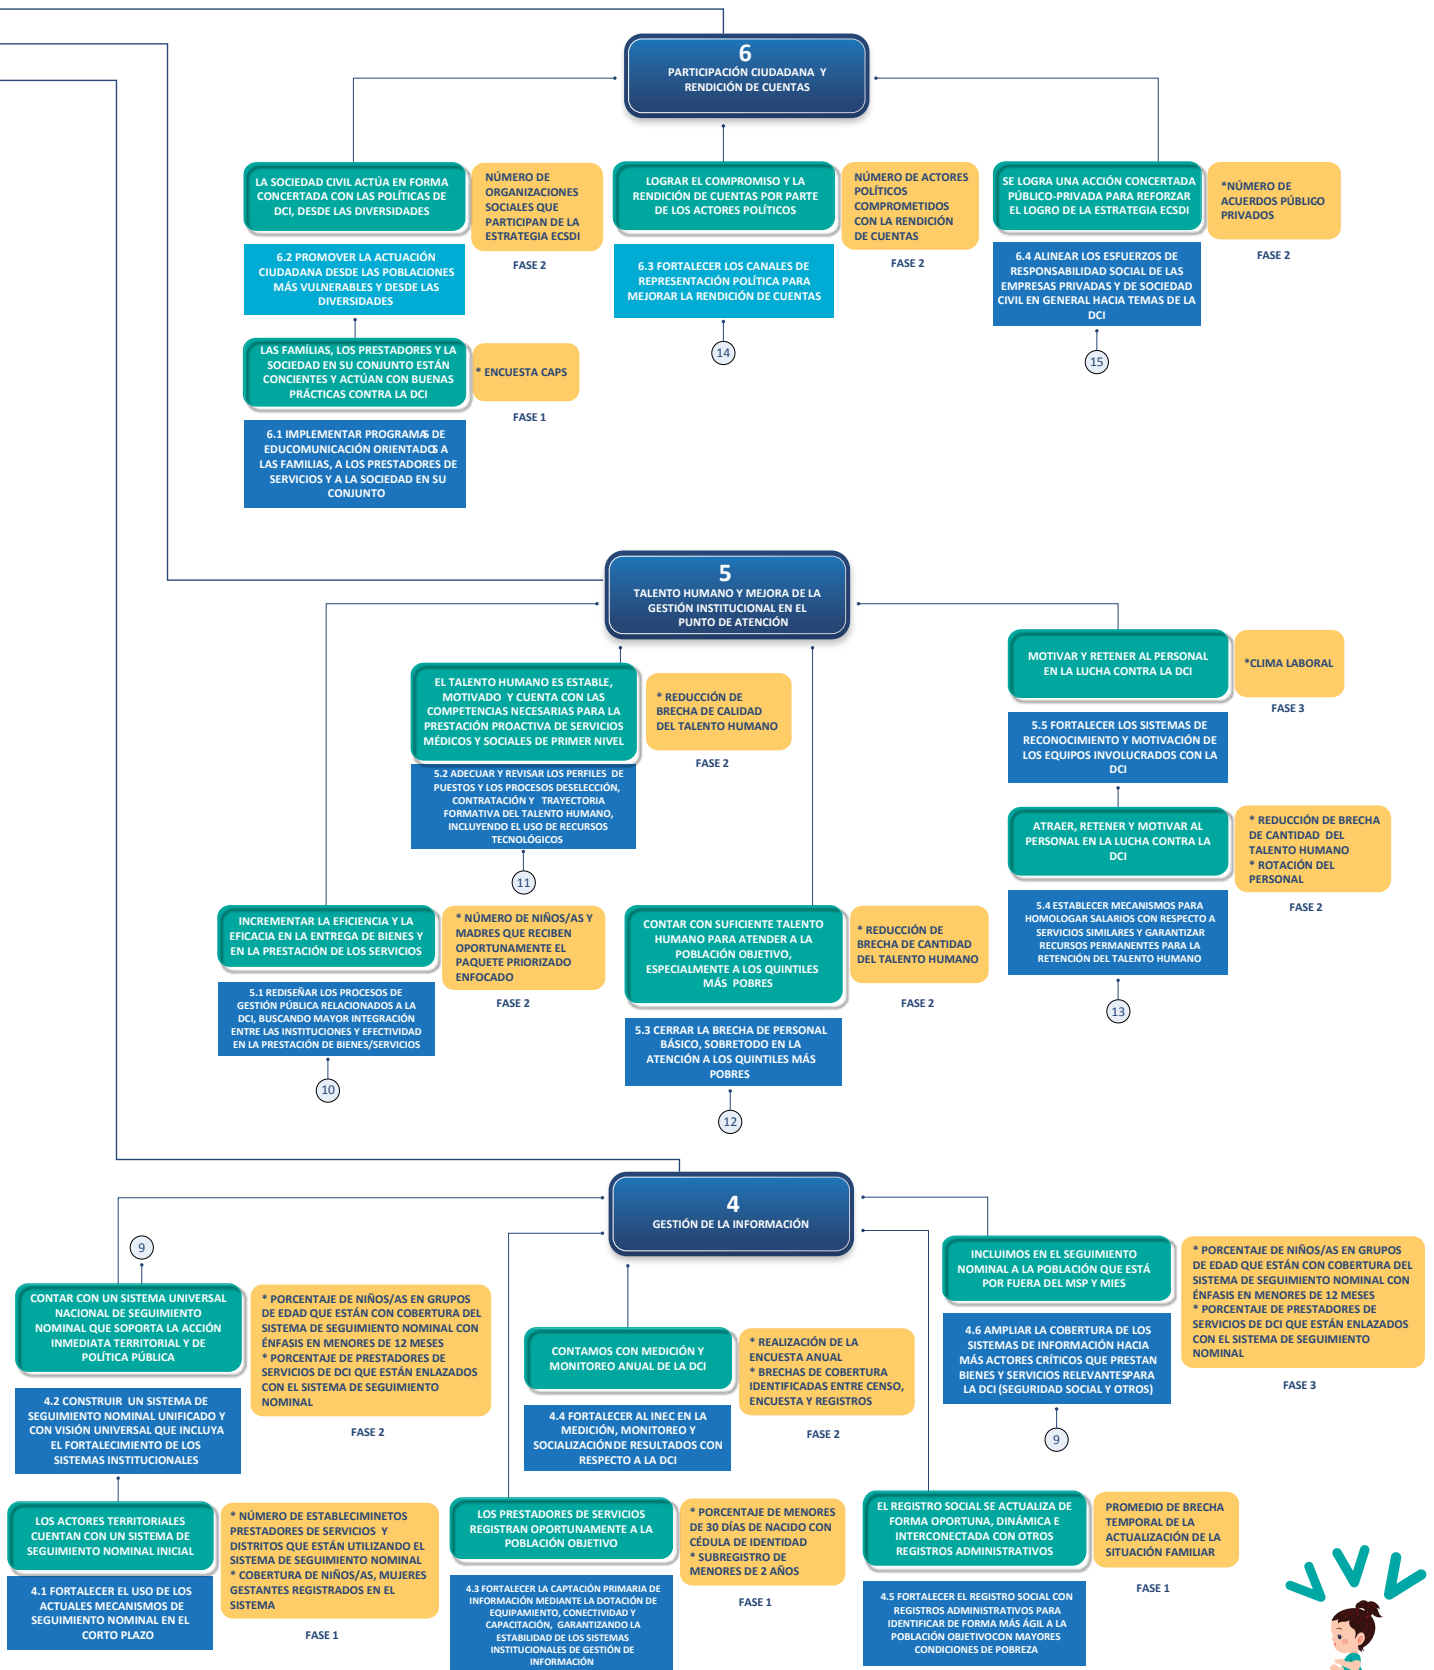 6
PARTICIPACIÓN CIUDADANA Y
RENDICIÓN DE CUENTAS
LA SOCIEDAD CIVIL ACTÚA EN FORMA
CONCERTADA CON LAS POLÍTICAS DE
DCI, DESDE LAS DIVERSIDADES
NÚMERO DE
ORGANIZACIONES
SOCIALES QUE
PARTICIPAN DE LA
ESTRATEGIA ECSDI
FASE 2
6.2 PROMOVER LA ACTUACIÓN
CIUDADANA DESDE LAS POBLACIONES
MÁS VULNERABLES Y DESDE LAS
DIVERSIDADES
LAS FAMÍLIAS, LOS PRESTADORES Y LA
SOCIEDAD EN SU CONJUNTO ESTÁN
CONCIENTES Y ACTÚAN CON BUENAS
PRÁCTICAS CONTRA LA DCI
* ENCUESTA CAPS
FASE 1
6.1 IMPLEMENTAR PROGRAMAS DE
EDUCOMUNICACIÓN ORIENTADOS A
LAS FAMILIAS, A LOS PRESTADORES DE
SERVICIOS Y A LA SOCIEDAD EN SU
CONJUNTO
LOGRAR EL COMPROMISO Y LA
RENDICIÓN DE CUENTAS POR PARTE
DE LOS ACTORES POLÍTICOS
NÚMERO DE ACTORES
POLÍTICOS
COMPROMETIDOS
CON LA RENDICIÓN
DE CUENTAS
FASE 2
6.3 FORTALECER LOS CANALES DE
REPRESENTACIÓN POLÍTICA PARA
MEJORAR LA RENDICIÓN DE CUENTAS
14
SE LOGRA UNA ACCIÓN CONCERTADA
PÚBLICO-PRIVADA PARA REFORZAR
EL LOGRO DE LA ESTRATEGIA ECSDI
*NÚMERO DE
ACUERDOS PÚBLICO
PRIVADOS
FASE 2
6.4 ALINEAR LOS ESFUERZOS DE
RESPONSABILIDAD SOCIAL DE LAS
EMPRESAS PRIVADAS Y DE SOCIEDAD
CIVIL EN GENERAL HACIA TEMAS DE LA
DCI
15
5
TALENTO HUMANO Y MEJORA DE LA
GESTIÓN INSTITUCIONAL EN EL
PUNTO DE ATENCIÓN
EL TALENTO HUMANO ES ESTABLE,
MOTIVADO Y CUENTA CON LAS
COMPETENCIAS NECESARIAS PARA LA
PRESTACIÓN PROACTIVA DE SERVICIOS
MÉDICOS Y SOCIALES DE PRIMER NIVEL
* REDUCCIÓN DE
BRECHA DE CALIDAD
DEL TALENTO HUMANO
FASE 2
5.2 ADECUAR Y REVISAR LOS PERFILES DE
PUESTOS Y LOS PROCESOS DESELECCIÓN,
CONTRATACIÓN Y TRAYECTORIA
FORMATIVA DEL TALENTO HUMANO,
INCLUYENDO EL USO DE RECURSOS
TECNOLÓGICOS
11
MOTIVAR Y RETENER AL PERSONAL
EN LA LUCHA CONTRA LA DCI
*CLIMA LABORAL
FASE 3
5.5 FORTALECER LOS SISTEMAS DE
RECONOCIMIENTO Y MOTIVACIÓN DE
LOS EQUIPOS INVOLUCRADOS CON LA
DCI
ATRAER, RETENER Y MOTIVAR AL
PERSONAL EN LA LUCHA CONTRA LA
DCI
* REDUCCIÓN DE BRECHA
DE CANTIDAD DEL
TALENTO HUMANO
* ROTACIÓN DEL
PERSONAL
FASE 2
5.4 ESTABLECER MECANISMOS PARA
HOMOLOGAR SALARIOS CON RESPECTO A
SERVICIOS SIMILARES Y GARANTIZAR
RECURSOS PERMANENTES PARA LA
RETENCIÓN DEL TALENTO HUMANO
13
INCREMENTAR LA EFICIENCIA Y LA
EFICACIA EN LA ENTREGA DE BIENES Y
EN LA PRESTACIÓN DE LOS SERVICIOS
* NÚMERO DE NIÑOS/AS Y
MADRES QUE RECIBEN
OPORTUNAMENTE EL
PAQUETE PRIORIZADO
ENFOCADO
FASE 2
5.1 REDISEÑAR LOS PROCESOS DE
GESTIÓN PÚBLICA RELACIONADOS A LA
DCI, BUSCANDO MAYOR INTEGRACIÓN
ENTRE LAS INSTITUCIONES Y EFECTIVIDAD
EN LA PRESTACIÓN DE BIENES/SERVICIOS
10
CONTAR CON SUFICIENTE TALENTO
HUMANO PARA ATENDER A LA
POBLACIÓN OBJETIVO,
ESPECIALMENTE A LOS QUINTILES
MÁS POBRES
* REDUCCIÓN DE
BRECHA DE CANTIDAD
DEL TALENTO HUMANO
FASE 2
5.3 CERRAR LA BRECHA DE PERSONAL
BÁSICO, SOBRETODO EN LA
ATENCIÓN A LOS QUINTILES MÁS
POBRES
12
4
GESTIÓN DE LA INFORMACIÓN
9
CONTAR CON UN SISTEMA UNIVERSAL
NACIONAL DE SEGUIMIENTO
NOMINAL QUE SOPORTA LA ACCIÓN
INMEDIATA TERRITORIAL Y DE
POLÍTICA PÚBLICA
* PORCENTAJE DE NIÑOS/AS EN GRUPOS
DE EDAD QUE ESTÁN CON COBERTURA DEL
SISTEMA DE SEGUIMIENTO NOMINAL CON
ÉNFASIS EN MENORES DE 12 MESES
* PORCENTAJE DE PRESTADORES DE
SERVICIOS DE DCI QUE ESTÁN ENLAZADOS
CON EL SISTEMA DE SEGUIMIENTO
NOMINAL
FASE 2
4.2 CONSTRUIR UN SISTEMA DE
SEGUIMIENTO NOMINAL UNIFICADO Y
CON VISIÓN UNIVERSAL QUE INCLUYA
EL FORTALECIMIENTO DE LOS
SISTEMAS INSTITUCIONALES
LOS ACTORES TERRITORIALES
CUENTAN CON UN SISTEMA DE
SEGUIMIENTO NOMINAL INICIAL
* NÚMERO DE ESTABLECIMINETOS
PRESTADORES DE SERVICIOS Y
DISTRITOS QUE ESTÁN UTILIZANDO EL
SISTEMA DE SEGUIMIENTO NOMINAL
* COBERTURA DE NIÑOS/AS, MUJERES
GESTANTES REGISTRADOS EN EL
SISTEMA
FASE 1
4.1 FORTALECER EL USO DE LOS
ACTUALES MECANISMOS DE
SEGUIMIENTO NOMINAL EN EL
CORTO PLAZO
CONTAMOS CON MEDICIÓN Y
MONITOREO ANUAL DE LA DCI
* REALIZACIÓN DE LA
ENCUESTA ANUAL
* BRECHAS DE COBERTURA
IDENTIFICADAS ENTRE CENSO,
ENCUESTA Y REGISTROS
FASE 2
4.4 FORTALECER AL INEC EN LA
MEDICIÓN, MONITOREO Y
SOCIALIZACIÓN DE RESULTADOS CON
RESPECTO A LA DCI
LOS PRESTADORES DE SERVICIOS
REGISTRAN OPORTUNAMENTE A LA
POBLACIÓN OBJETIVO
* PORCENTAJE DE MENORES
DE 30 DÍAS DE NACIDO CON
CÉDULA DE IDENTIDAD
* SUBREGISTRO DE
MENORES DE 2 AÑOS
FASE 1
4.3 FORTALECER LA CAPTACIÓN PRIMARIA DE
INFORMACIÓN MEDIANTE LA DOTACIÓN DE
EQUIPAMIENTO, CONECTIVIDAD Y
CAPACITACIÓN, GARANTIZANDO LA
ESTABILIDAD DE LOS SISTEMAS
INSTITUCIONALES DE GESTIÓN DE
INFORMACIÓN
INCLUIMOS EN EL SEGUIMIENTO
NOMINAL A LA POBLACIÓN QUE ESTÁ
POR FUERA DEL MSP Y MIES
* PORCENTAJE DE NIÑOS/AS EN GRUPOS
DE EDAD QUE ESTÁN CON COBERTURA DEL
SISTEMA DE SEGUIMIENTO NOMINAL CON
ÉNFASIS EN MENORES DE 12 MESES
* PORCENTAJE DE PRESTADORES DE
SERVICIOS DE DCI QUE ESTÁN ENLAZADOS
CON EL SISTEMA DE SEGUIMIENTO
NOMINAL
FASE 3
4.6 AMPLIAR LA COBERTURA DE LOS
SISTEMAS DE INFORMACIÓN HACIA
MÁS ACTORES CRÍTICOS QUE PRESTAN
BIENES Y SERVICIOS RELEVANTESPARA
LA DCI (SEGURIDAD SOCIAL Y OTROS)
9
EL REGISTRO SOCIAL SE ACTUALIZA DE
FORMA OPORTUNA, DINÁMICA E
INTERCONECTADA CON OTROS
REGISTROS ADMINISTRATIVOS
PROMEDIO DE BRECHA
TEMPORAL DE LA
ACTUALIZACIÓN DE LA
SITUACIÓN FAMILIAR
FASE 1
4.5 FORTALECER EL REGISTRO SOCIAL CON
REGISTROS ADMINISTRATIVOS PARA
IDENTIFICAR DE FORMA MÁS ÁGIL A LA
POBLACIÓN OBJETIVOCON MAYORES
CONDICIONES DE POBREZA